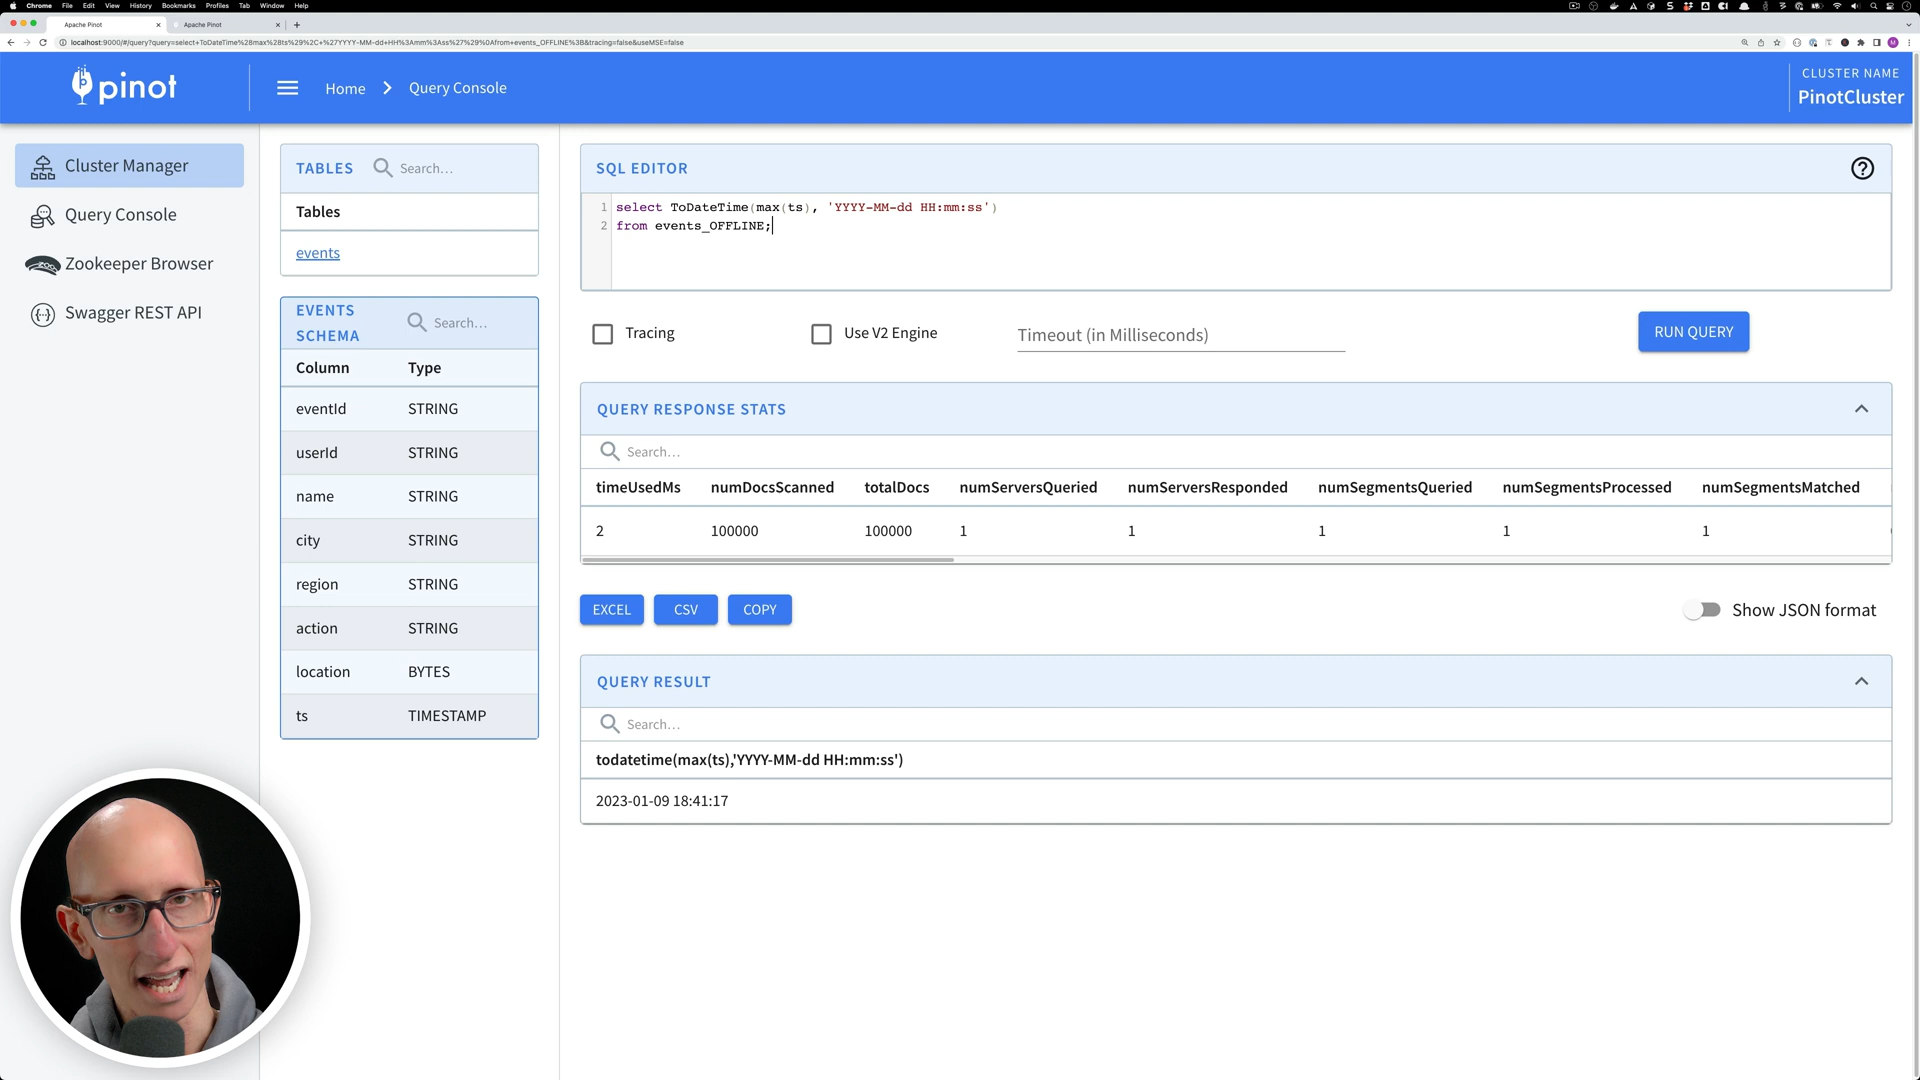 Chrome File Edit View History Bookmarks Profiles Tab Window Help
Apache Pinot
Apache Pinot
localhost:9000/#/query?query=select+ToDateTime%28max%28ts%29%2C+%27YYYY-MM-dd+HH%3Amm%3Ass%27%29%0Afrom+events_OFFLINE%3B&tracing=false&useMSE=false
pinot
Home
Query Console
CLUSTER NAME
PinotCluster
Cluster Manager
Query Console
Zookeeper Browser
Swagger REST API
TABLES
Search...
Tables
events
EVENTS SCHEMA
Search...
Column Type
eventId STRING
userId STRING
name STRING
city STRING
region STRING
action STRING
location BYTES
ts TIMESTAMP
SQL EDITOR
1 select ToDateTime(max(ts), 'YYYY-MM-dd HH:mm:ss')
2 from events_OFFLINE;
Tracing
Use V2 Engine
Timeout (in Milliseconds)
RUN QUERY
QUERY RESPONSE STATS
Search...
timeUsedMs numDocsScanned totalDocs numServersQueried numServersResponded numSegmentsQueried numSegmentsProcessed numSegmentsMatched
2 100000 100000 1 1 1 1 1
EXCEL
CSV
COPY
Show JSON format
QUERY RESULT
Search...
todatetime(max(ts),'YYYY-MM-dd HH:mm:ss')
2023-01-09 18:41:17